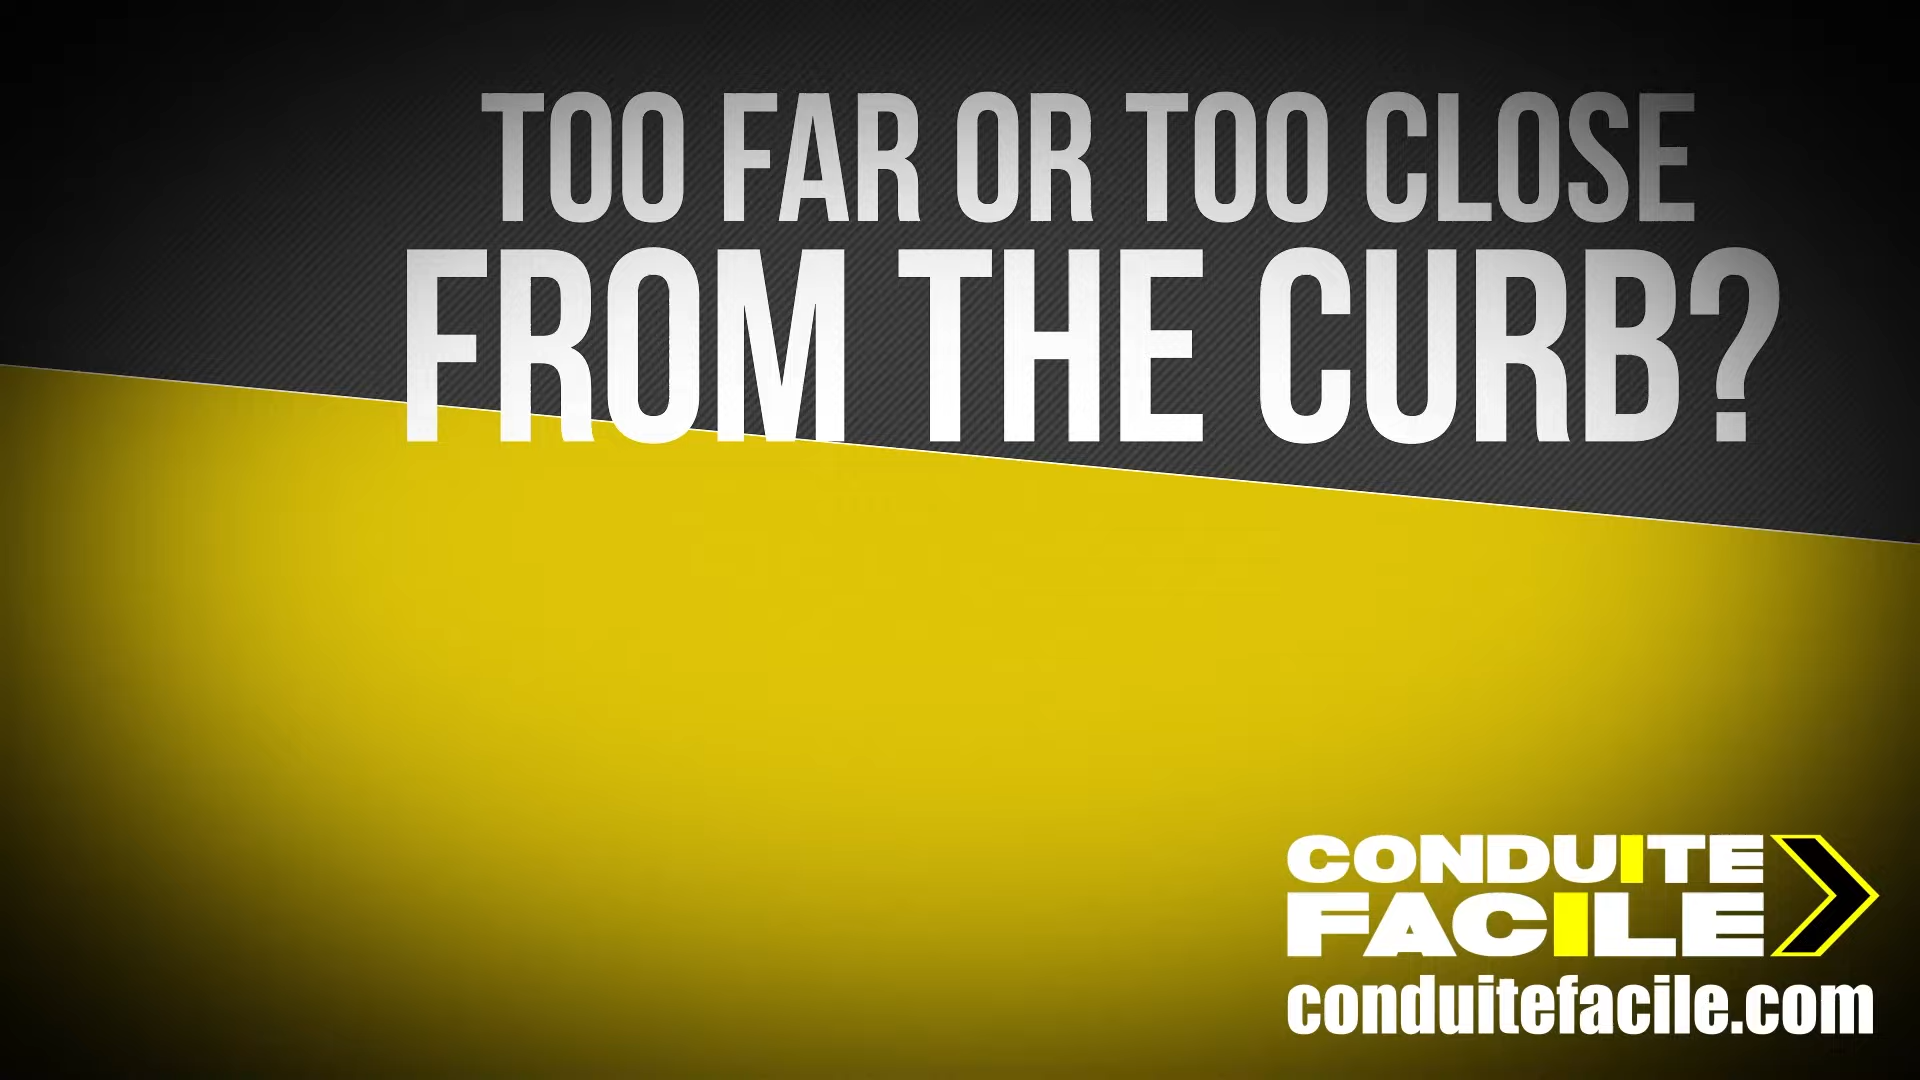 TOO FAR OR TOO CLOSE
FROM THE CURB?
CONDUITE
FACILE
conduitefacile.com